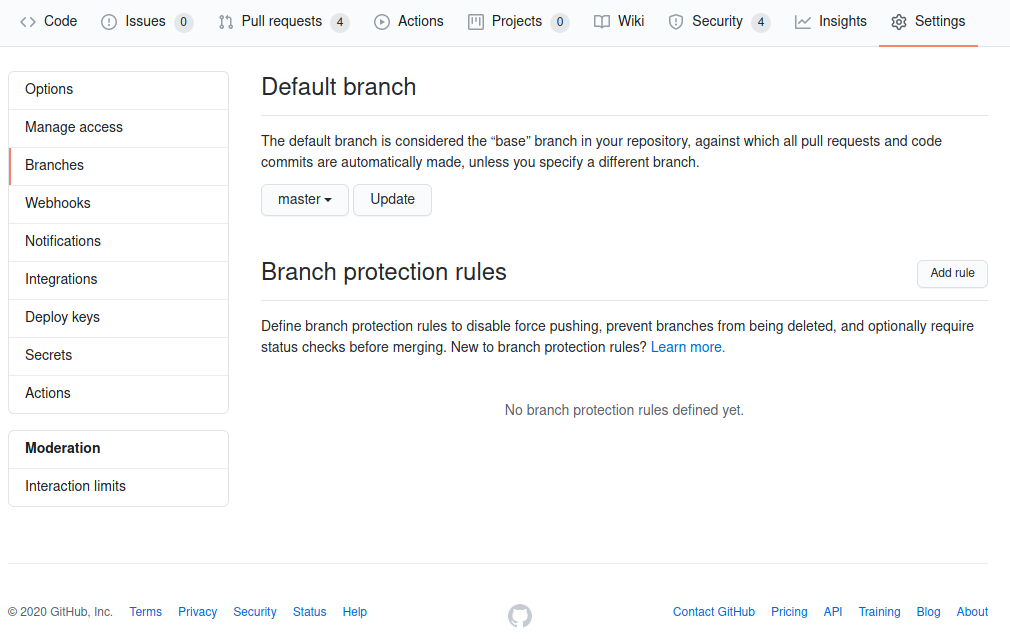 Code Issues 0 Pull requests 4 Actions Projects 0 Wiki Security 4 Insights Settings
Options
Manage access
Branches
Webhooks
Notifications
Integrations
Deploy keys
Secrets
Actions
Moderation
Interaction limits
Default branch
The default branch is considered the “base” branch in your repository, against which all pull requests and code
commits are automatically made, unless you specify a different branch.
master Update
Branch protection rules Add rule
Define branch protection rules to disable force pushing, prevent branches from being deleted, and optionally require
status checks before merging. New to branch protection rules? Learn more.
No branch protection rules defined yet.
© 2020 GitHub, Inc. Terms Privacy Security Status Help Contact GitHub Pricing API Training Blog About